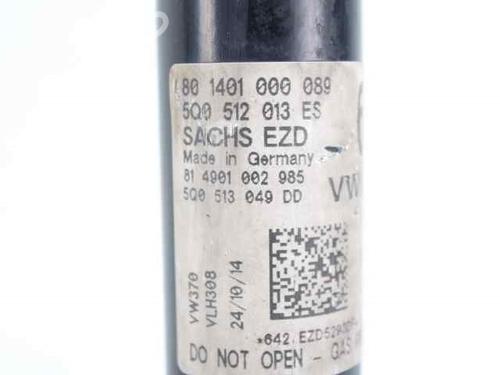 80 1401 000 089
5Q0 512 013 ES
SACHS EZD
Made in Germany
81 4901 002 985
5Q0 513 049 DD
VW
VW370
VLH308
24/10/14
DO NOT OPEN - GAS